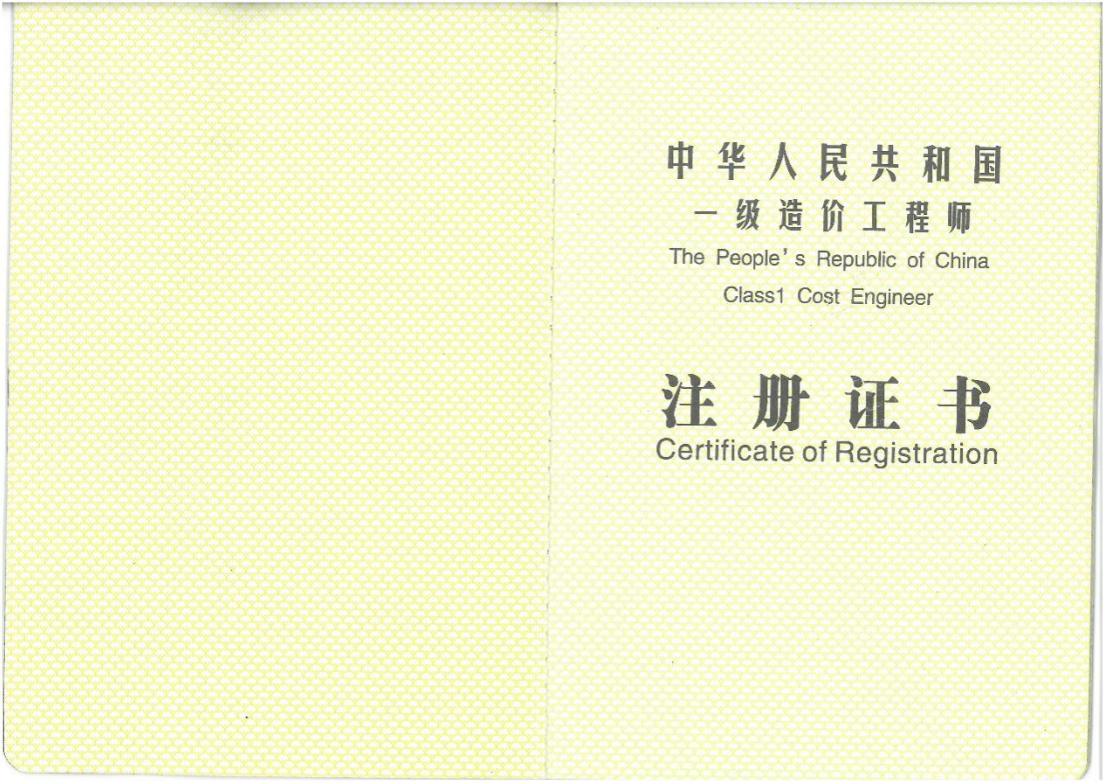 中华人民共和国
一级造价工程师
The People's Republic of China
Class1 Cost Engineer
注册证书
Certificate of Registration